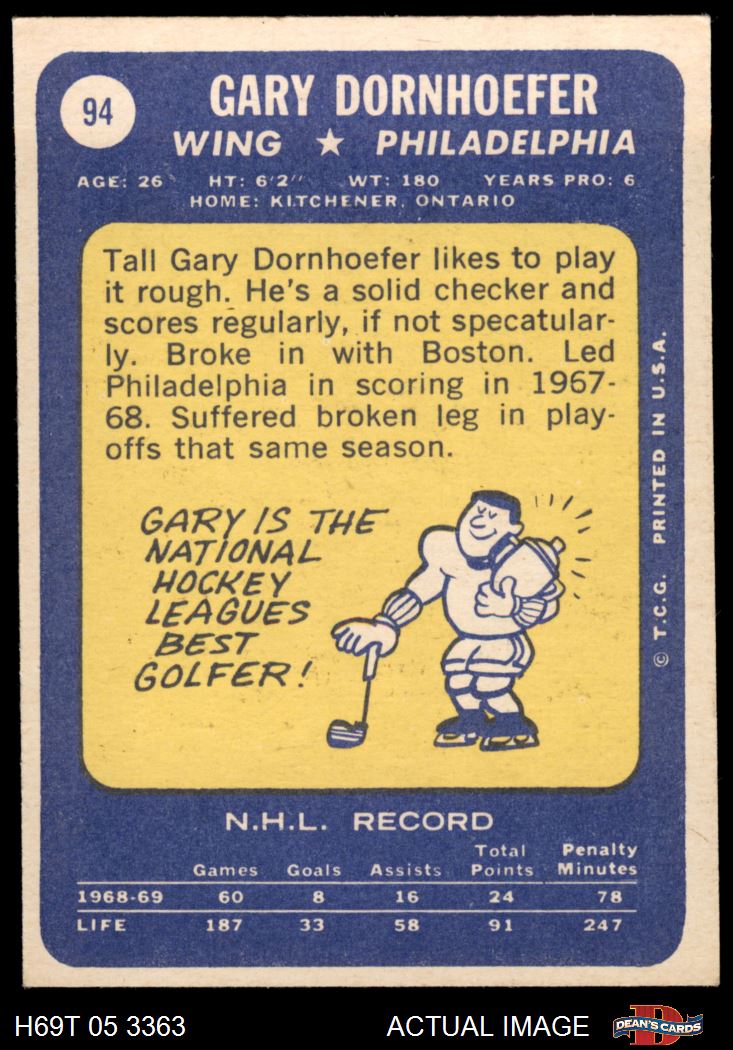 94
GARY DORNHOEFER
WING ★ PHILADELPHIA
AGE: 26 HT: 6'2'' WT: 180 YEARS PRO: 6
HOME: KITCHENER, ONTARIO
Tall Gary Dornhoefer likes to play
it rough. He's a solid checker and
scores regularly, if not specatular-
ly. Broke in with Boston. Led
Philadelphia in scoring in 1967-
68. Suffered broken leg in play-
offs that same season.
GARY IS THE
NATIONAL
HOCKEY
LEAGUES
BEST
GOLFER!
© T.C.G. PRINTED IN U.S.A.
N.H.L. RECORD
Games Goals Assists Total Points Penalty Minutes
1968-69 60 8 16 24 78
LIFE 187 33 58 91 247
H69T 05 3363 ACTUAL IMAGE DEAN'S CARDS